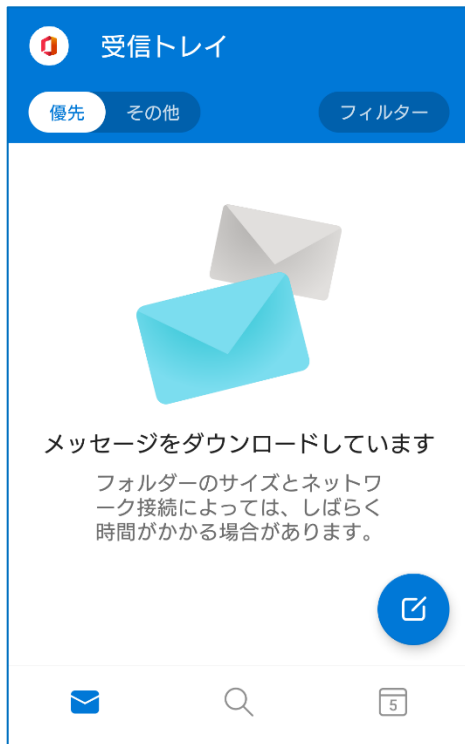 受信トレイ
優先 その他 フィルター
メッセージをダウンロードしています
フォルダーのサイズとネットワ
ーク接続によっては、しばらく
時間がかかる場合があります。
5